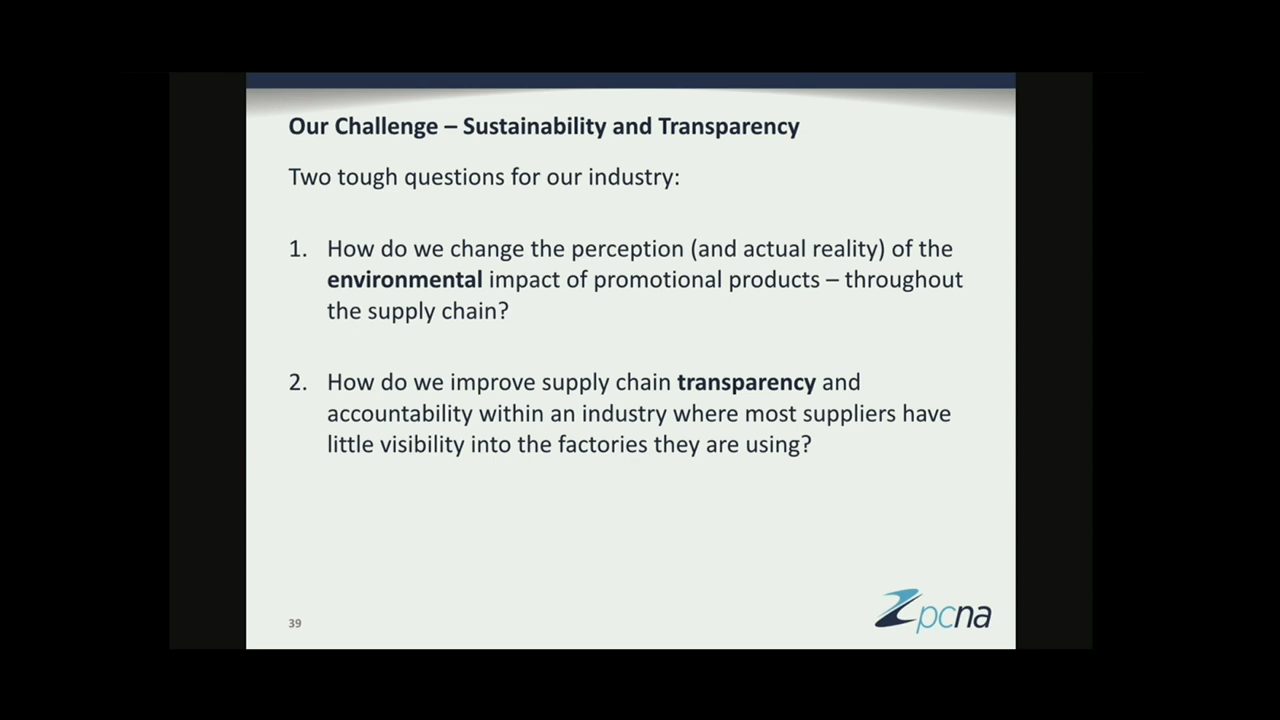 Our Challenge – Sustainability and Transparency
Two tough questions for our industry:
1. How do we change the perception (and actual reality) of the
environmental impact of promotional products – throughout
the supply chain?
2. How do we improve supply chain transparency and
accountability within an industry where most suppliers have
little visibility into the factories they are using?
39
pcna